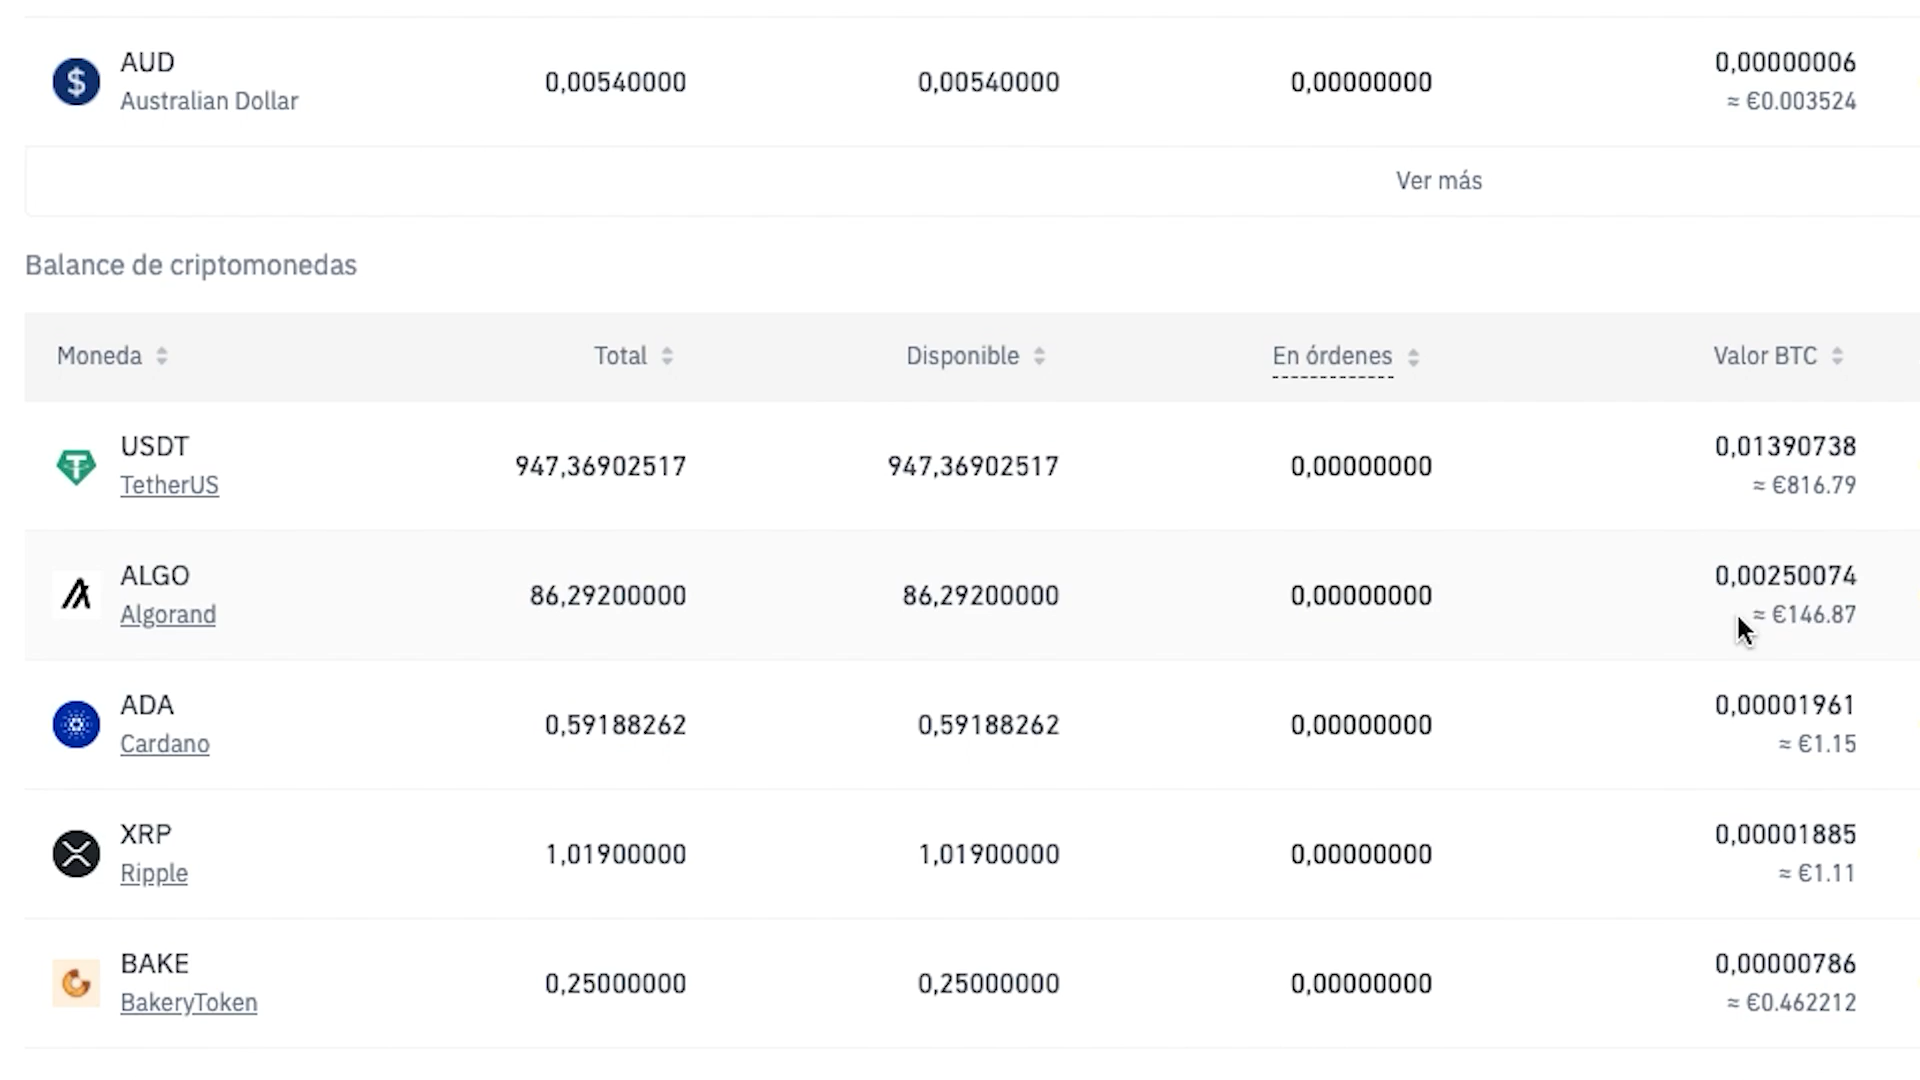 AUD
Australian Dollar
0,00540000
0,00540000
0,00000000
0,00000006
≈ €0.003524
Ver más
Balance de criptomonedas
Moneda Total Disponible En órdenes Valor BTC
USDT
TetherUS
947,36902517
947,36902517
0,00000000
0,01390738
≈ €816.79
ALGO
Algorand
86,29200000
86,29200000
0,00000000
0,00250074
≈ €146.87
ADA
Cardano
0,59188262
0,59188262
0,00000000
0,00001961
≈ €1.15
XRP
Ripple
1,01900000
1,01900000
0,00000000
0,00001885
≈ €1.11
BAKE
BakeryToken
0,25000000
0,25000000
0,00000000
0,00000786
≈ €0.462212